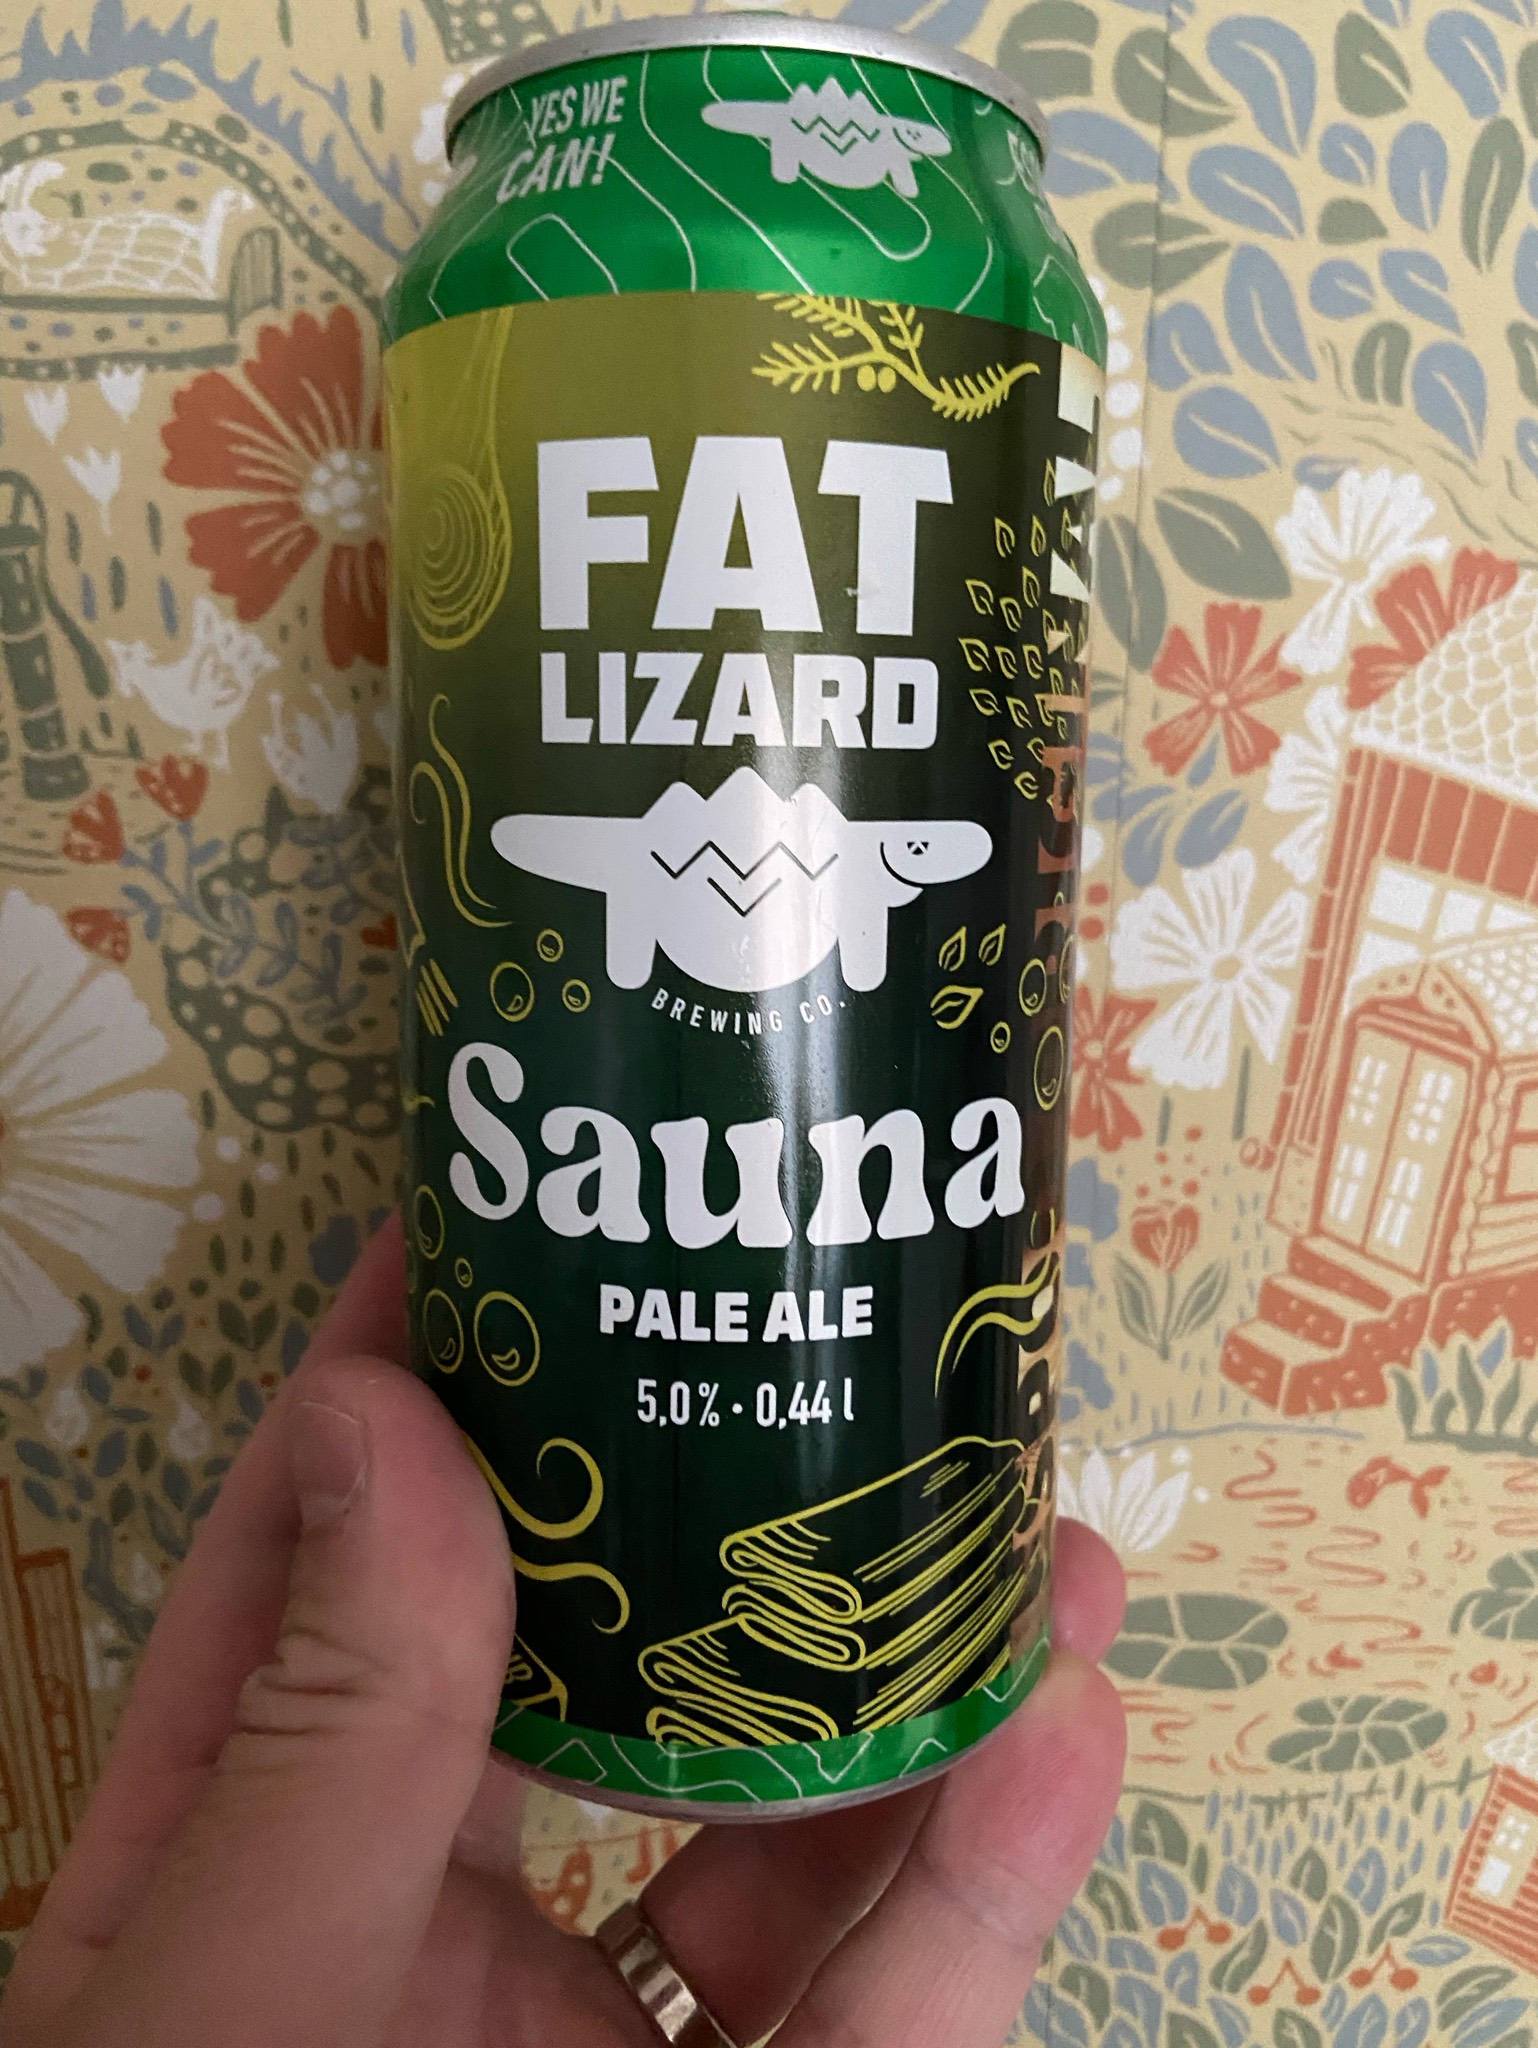 YES WE
CAN!
FAT
LIZARD
BREWING CO.
Sauna
PALE ALE
5,0% • 0,44 l